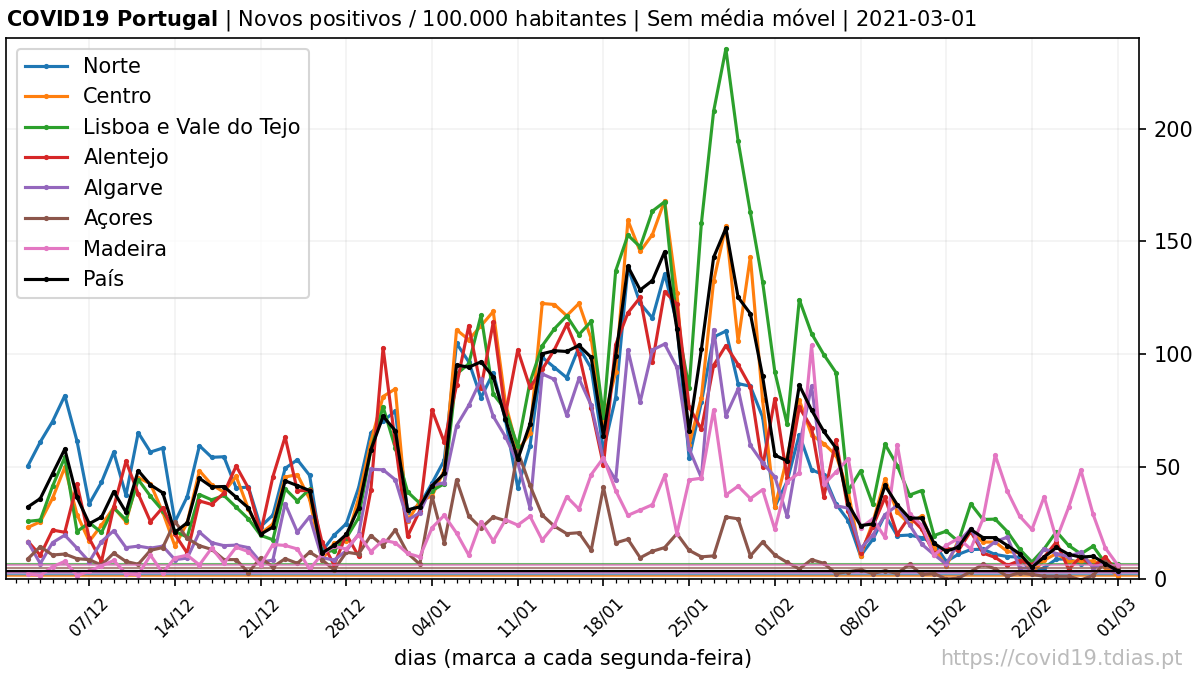 COVID19 Portugal | Novos positivos / 100.000 habitantes | Sem média móvel | 2021-03-01
Norte
Centro
Lisboa e Vale do Tejo
Alentejo
Algarve
Açores
Madeira
País
200
150
100
50
0
07/12 14/12 21/12 28/12 04/01 11/01 18/01 25/01 01/02 08/02 15/02 22/02 01/03
dias (marca a cada segunda-feira)
https://covid19.tdias.pt